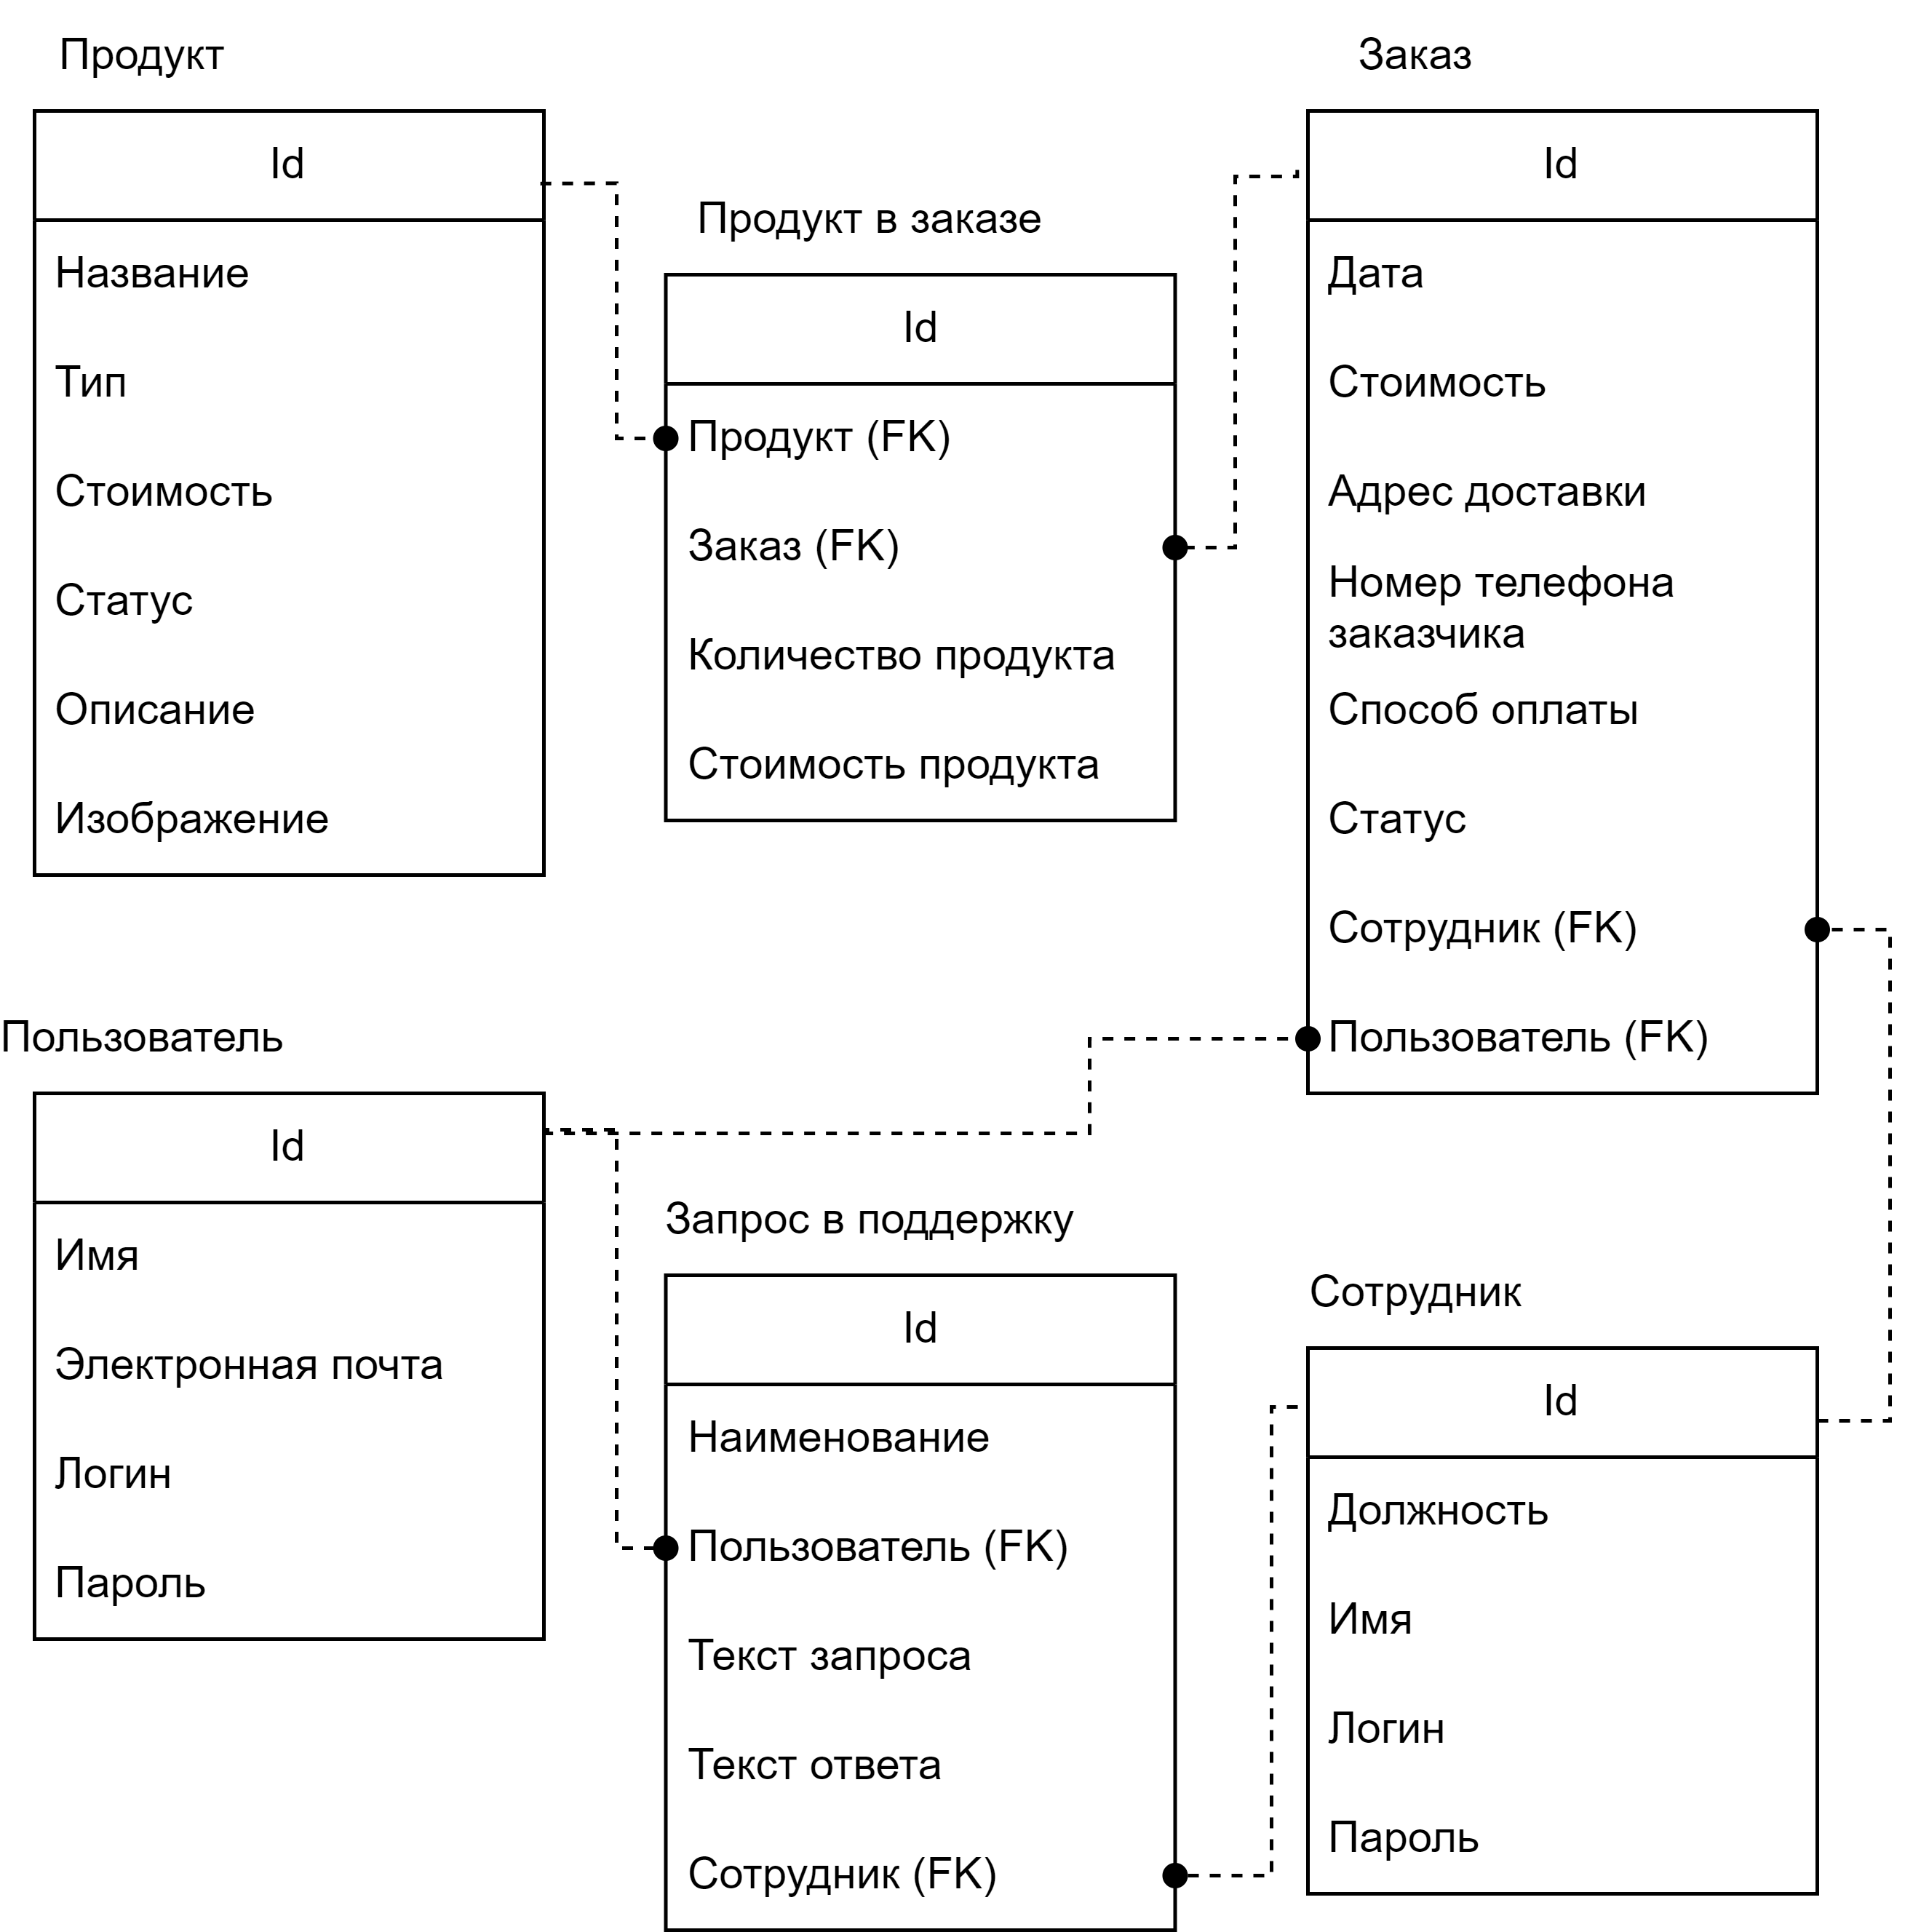 Продукт
Id
Название
Тип
Стоимость
Статус
Описание
Изображение
Продукт в заказе
Id
Продукт (FK)
Заказ (FK)
Количество продукта
Стоимость продукта
Заказ
Id
Дата
Стоимость
Адрес доставки
Номер телефона
заказчика
Способ оплаты
Статус
Сотрудник (FK)
Пользователь (FK)
Пользователь
Id
Имя
Электронная почта
Логин
Пароль
Запрос в поддержку
Id
Наименование
Пользователь (FK)
Текст запроса
Текст ответа
Сотрудник (FK)
Сотрудник
Id
Должность
Имя
Логин
Пароль